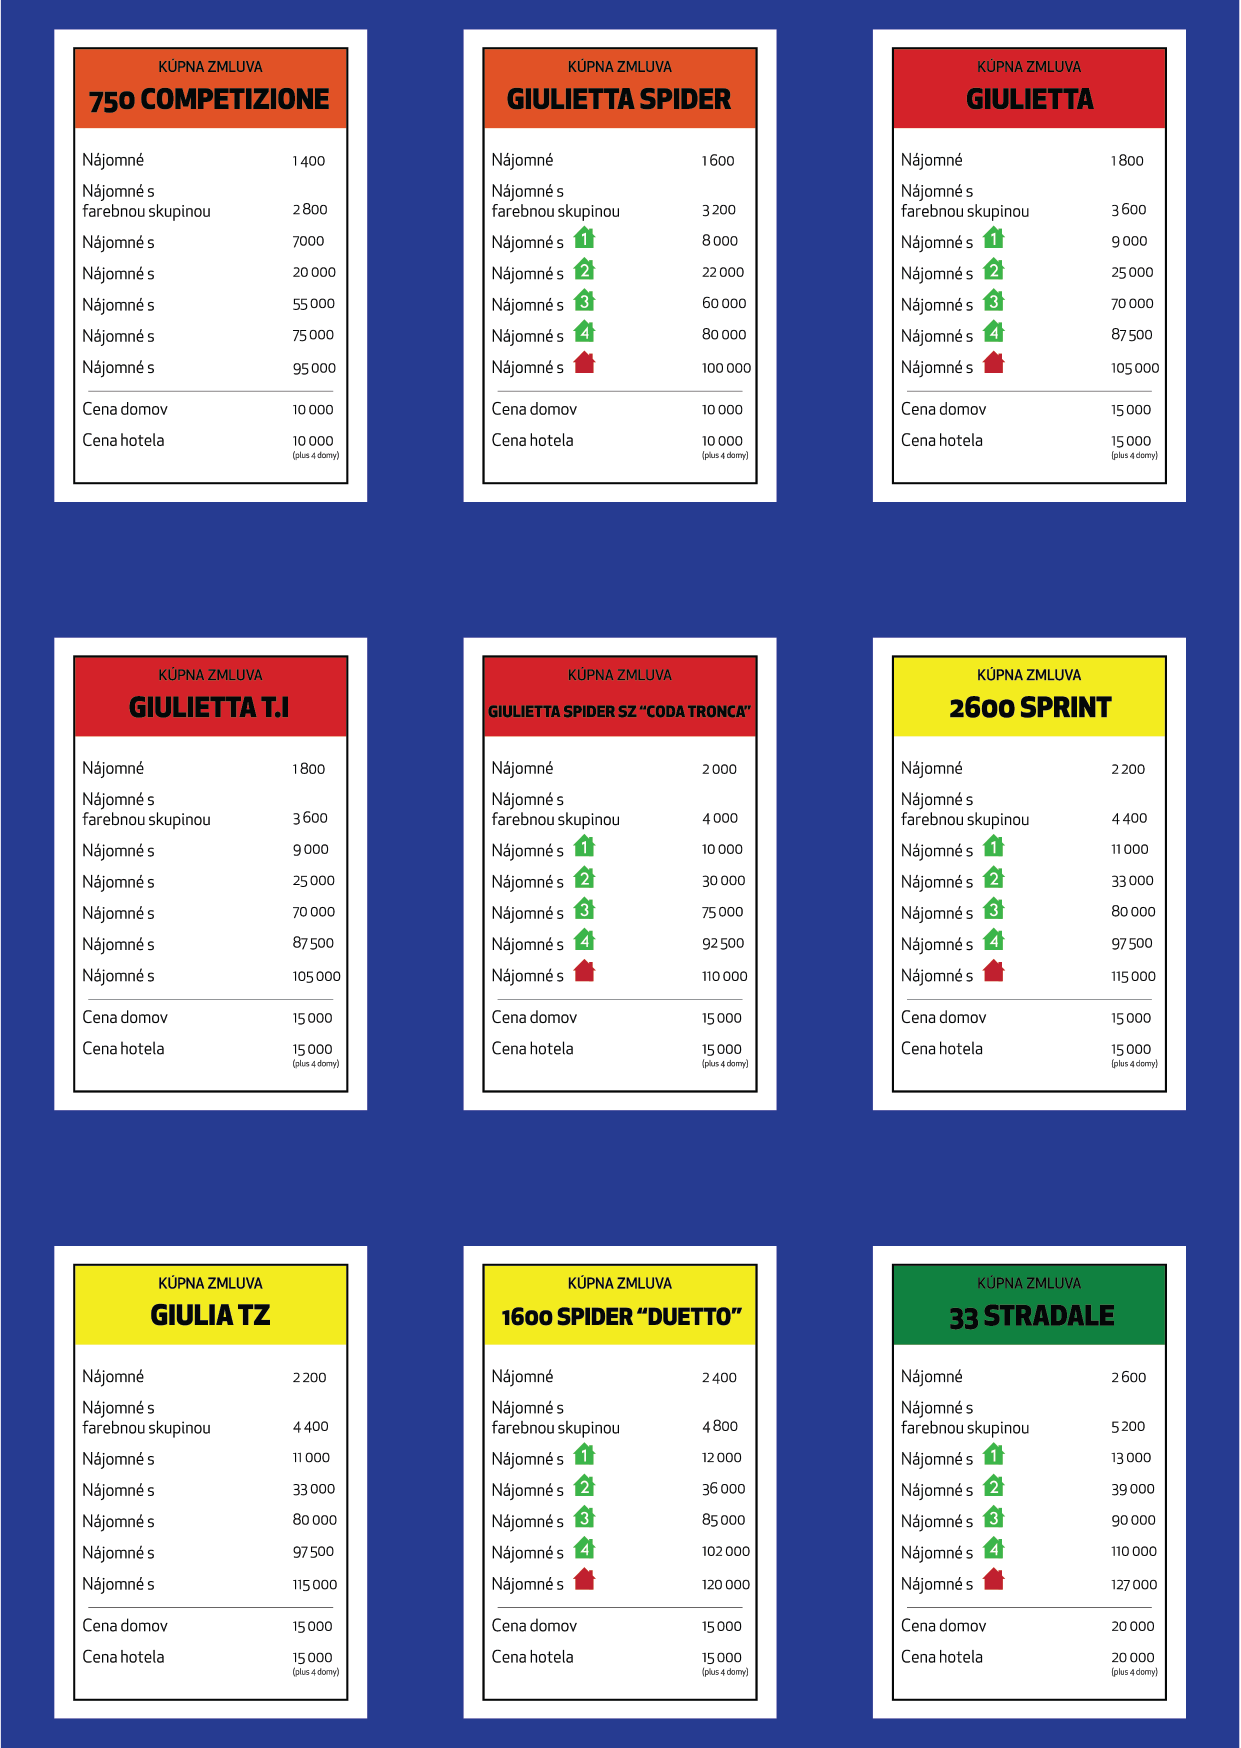 KÚPNA ZMLUVA
750 COMPETIZIONE
Nájomné 1 400
Nájomné s
farebnou skupinou 2 800
Nájomné s 7000
Nájomné s 20 000
Nájomné s 55 000
Nájomné s 75 000
Nájomné s 95 000
Cena domov 10 000
Cena hotela 10 000
(plus 4 domy)
KÚPNA ZMLUVA
GIULIETTA SPIDER
Nájomné 1 600
Nájomné s
farebnou skupinou 3 200
Nájomné s 1 8 000
Nájomné s 2 22 000
Nájomné s 3 60 000
Nájomné s 4 80 000
Nájomné s 100 000
Cena domov 10 000
Cena hotela 10 000
(plus 4 domy)
KÚPNA ZMLUVA
GIULIETTA
Nájomné 1 800
Nájomné s
farebnou skupinou 3 600
Nájomné s 1 9 000
Nájomné s 2 25 000
Nájomné s 3 70 000
Nájomné s 4 87 500
Nájomné s 105 000
Cena domov 15 000
Cena hotela 15 000
(plus 4 domy)
KÚPNA ZMLUVA
GIULIETTA T.I
Nájomné 1 800
Nájomné s
farebnou skupinou 3 600
Nájomné s 9 000
Nájomné s 25 000
Nájomné s 70 000
Nájomné s 87 500
Nájomné s 105 000
Cena domov 15 000
Cena hotela 15 000
(plus 4 domy)
KÚPNA ZMLUVA
GIULIETTA SPIDER SZ “CODA TRONCA”
Nájomné 2 000
Nájomné s
farebnou skupinou 4 000
Nájomné s 1 10 000
Nájomné s 2 30 000
Nájomné s 3 75 000
Nájomné s 4 92 500
Nájomné s 110 000
Cena domov 15 000
Cena hotela 15 000
(plus 4 domy)
KÚPNA ZMLUVA
2600 SPRINT
Nájomné 2 200
Nájomné s
farebnou skupinou 4 400
Nájomné s 1 11 000
Nájomné s 2 33 000
Nájomné s 3 80 000
Nájomné s 4 97 500
Nájomné s 115 000
Cena domov 15 000
Cena hotela 15 000
(plus 4 domy)
KÚPNA ZMLUVA
GIULIA TZ
Nájomné 2 200
Nájomné s
farebnou skupinou 4 400
Nájomné s 11 000
Nájomné s 33 000
Nájomné s 80 000
Nájomné s 97 500
Nájomné s 115 000
Cena domov 15 000
Cena hotela 15 000
(plus 4 domy)
KÚPNA ZMLUVA
1600 SPIDER “DUETTO”
Nájomné 2 400
Nájomné s
farebnou skupinou 4 800
Nájomné s 1 12 000
Nájomné s 2 36 000
Nájomné s 3 85 000
Nájomné s 4 102 000
Nájomné s 120 000
Cena domov 15 000
Cena hotela 15 000
(plus 4 domy)
KÚPNA ZMLUVA
33 STRADALE
Nájomné 2 600
Nájomné s
farebnou skupinou 5 200
Nájomné s 1 13 000
Nájomné s 2 39 000
Nájomné s 3 90 000
Nájomné s 4 110 000
Nájomné s 127 000
Cena domov 20 000
Cena hotela 20 000
(plus 4 domy)